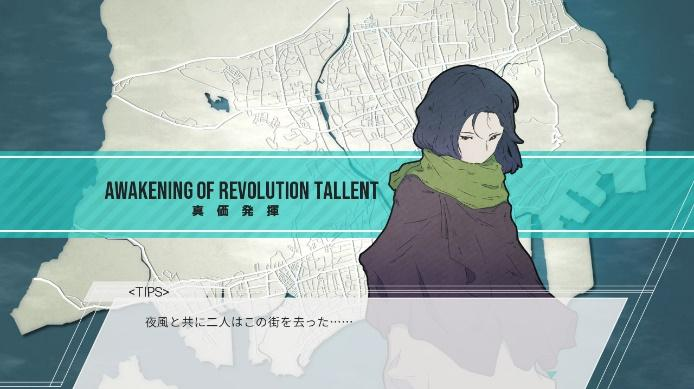 AWAKENING OF REVOLUTION TALLENT
真価発揮
<TIPS>
夜風と共に二人はこの街を去った……